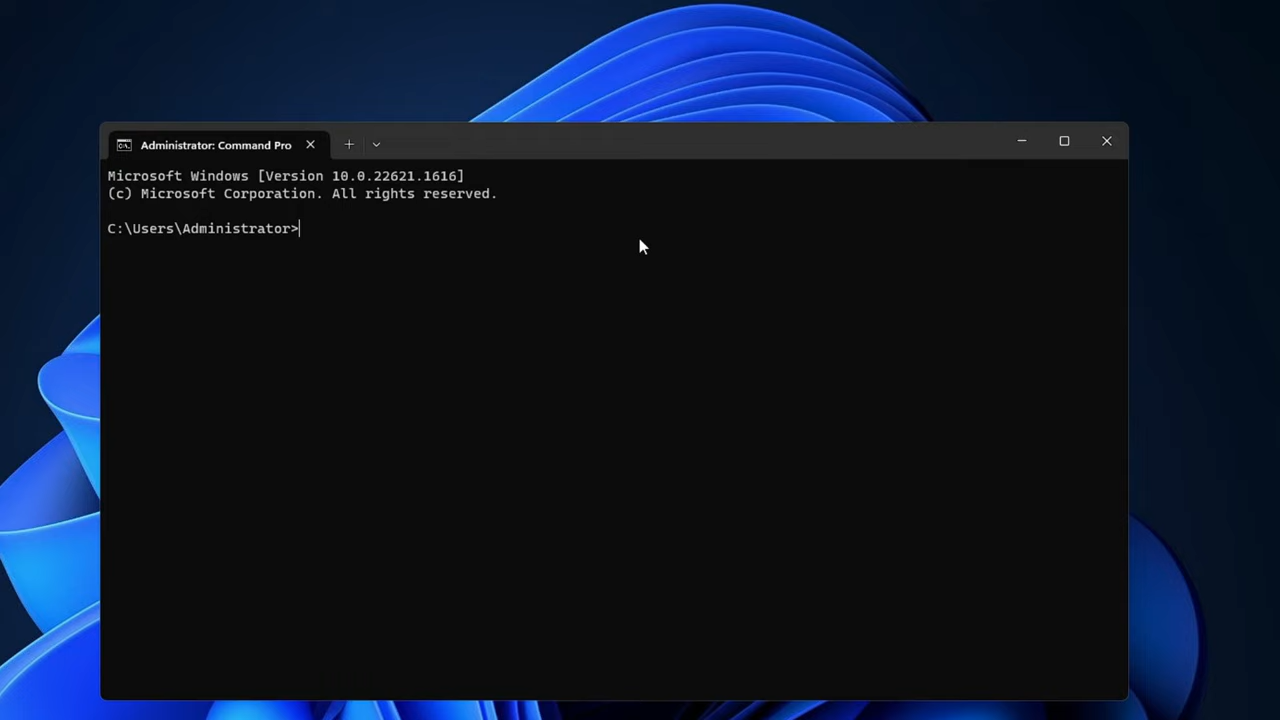 Administrator: Command Pro
Microsoft Windows [Version 10.0.22621.1616]
(c) Microsoft Corporation. All rights reserved.
C:\Users\Administrator>